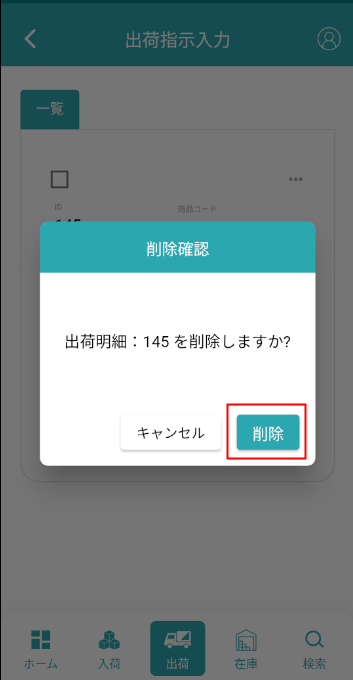 出荷指示入力
一覧
ID
商品コード
145
削除確認
出荷明細：145 を削除しますか?
キャンセル
削除
ホーム
入荷
出荷
在庫
検索